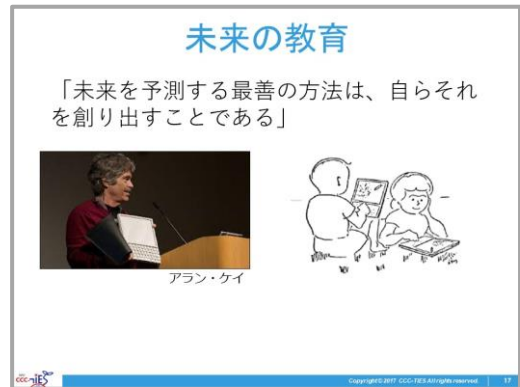 未来の教育
「未来を予測する最善の方法は、自らそれ
を創り出すことである」
アラン・ケイ
CCC-TIES
Copyright© 2017 CCC-TIES All rights reserved.
17